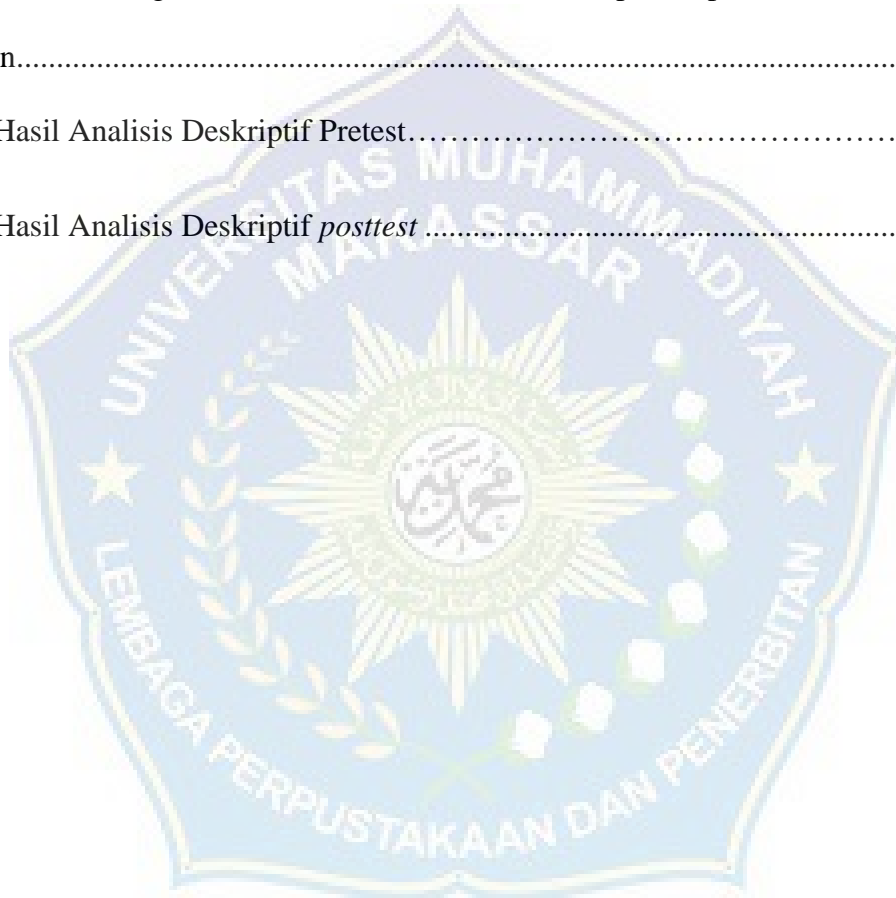 n...............................................................................................................
Hasil Analisis Deskriptif Pretest……………………………………………
Hasil Analisis Deskriptif posttest ............................................................
UNIVERSITAS MUHAMMADIYAH
MAKASSAR
LEMBAGA PERPUSTAKAAN DAN PENERBITAN